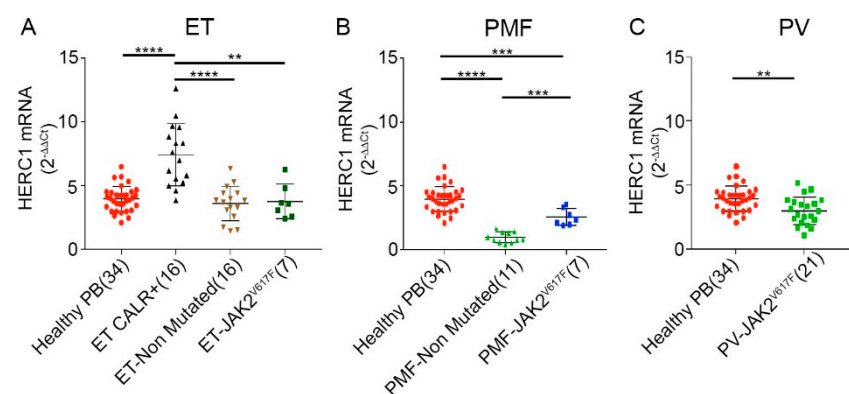 A
ET
HERC1 mRNA
(2-ΔΔCt)
15
10
5
0
****
**
****
Healthy PB(34)
ET CALR+(16)
ET-Non Mutated(16)
ET-JAK2V617F(7)
B
PMF
HERC1 mRNA
(2-ΔΔCt)
15
10
5
0
***
****
***
Healthy PB(34)
PMF-Non Mutated(11)
PMF-JAK2V617F(7)
C
PV
HERC1 mRNA
(2-ΔΔCt)
15
10
5
0
**
Healthy PB(34)
PV-JAK2V617F(21)